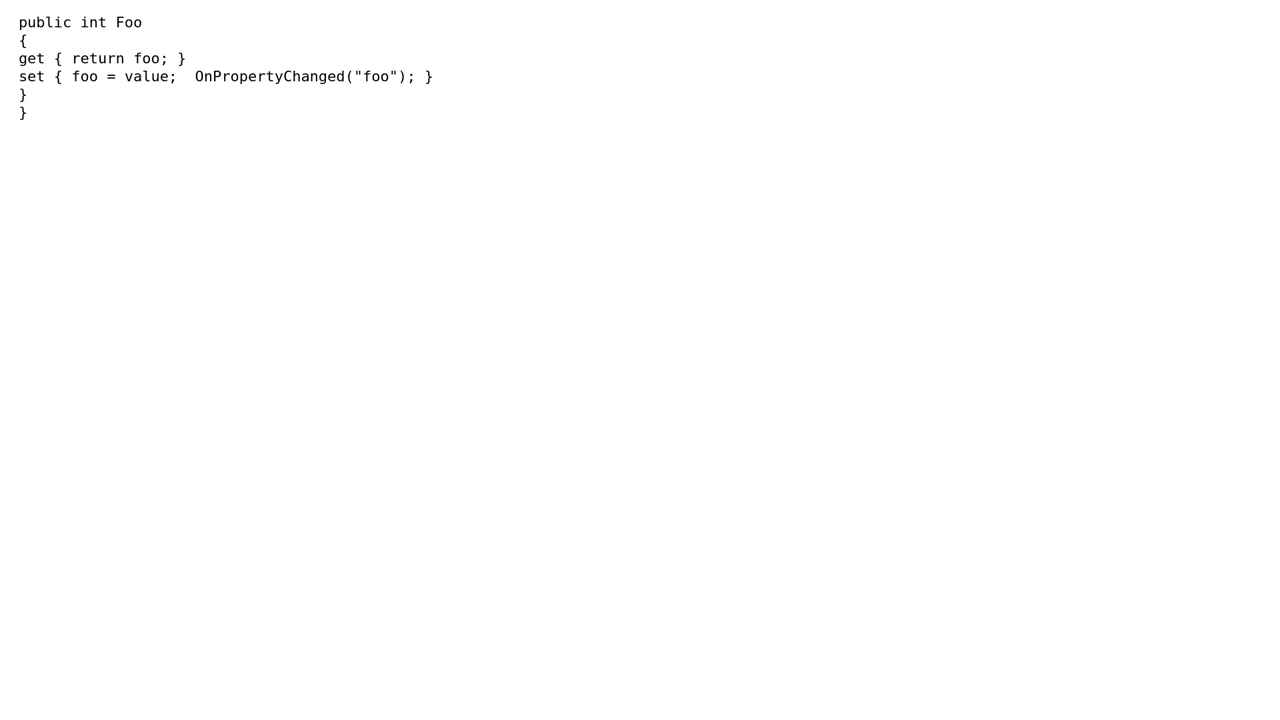 public int Foo
{
get { return foo; }
set { foo = value;  OnPropertyChanged("foo"); }
}
}